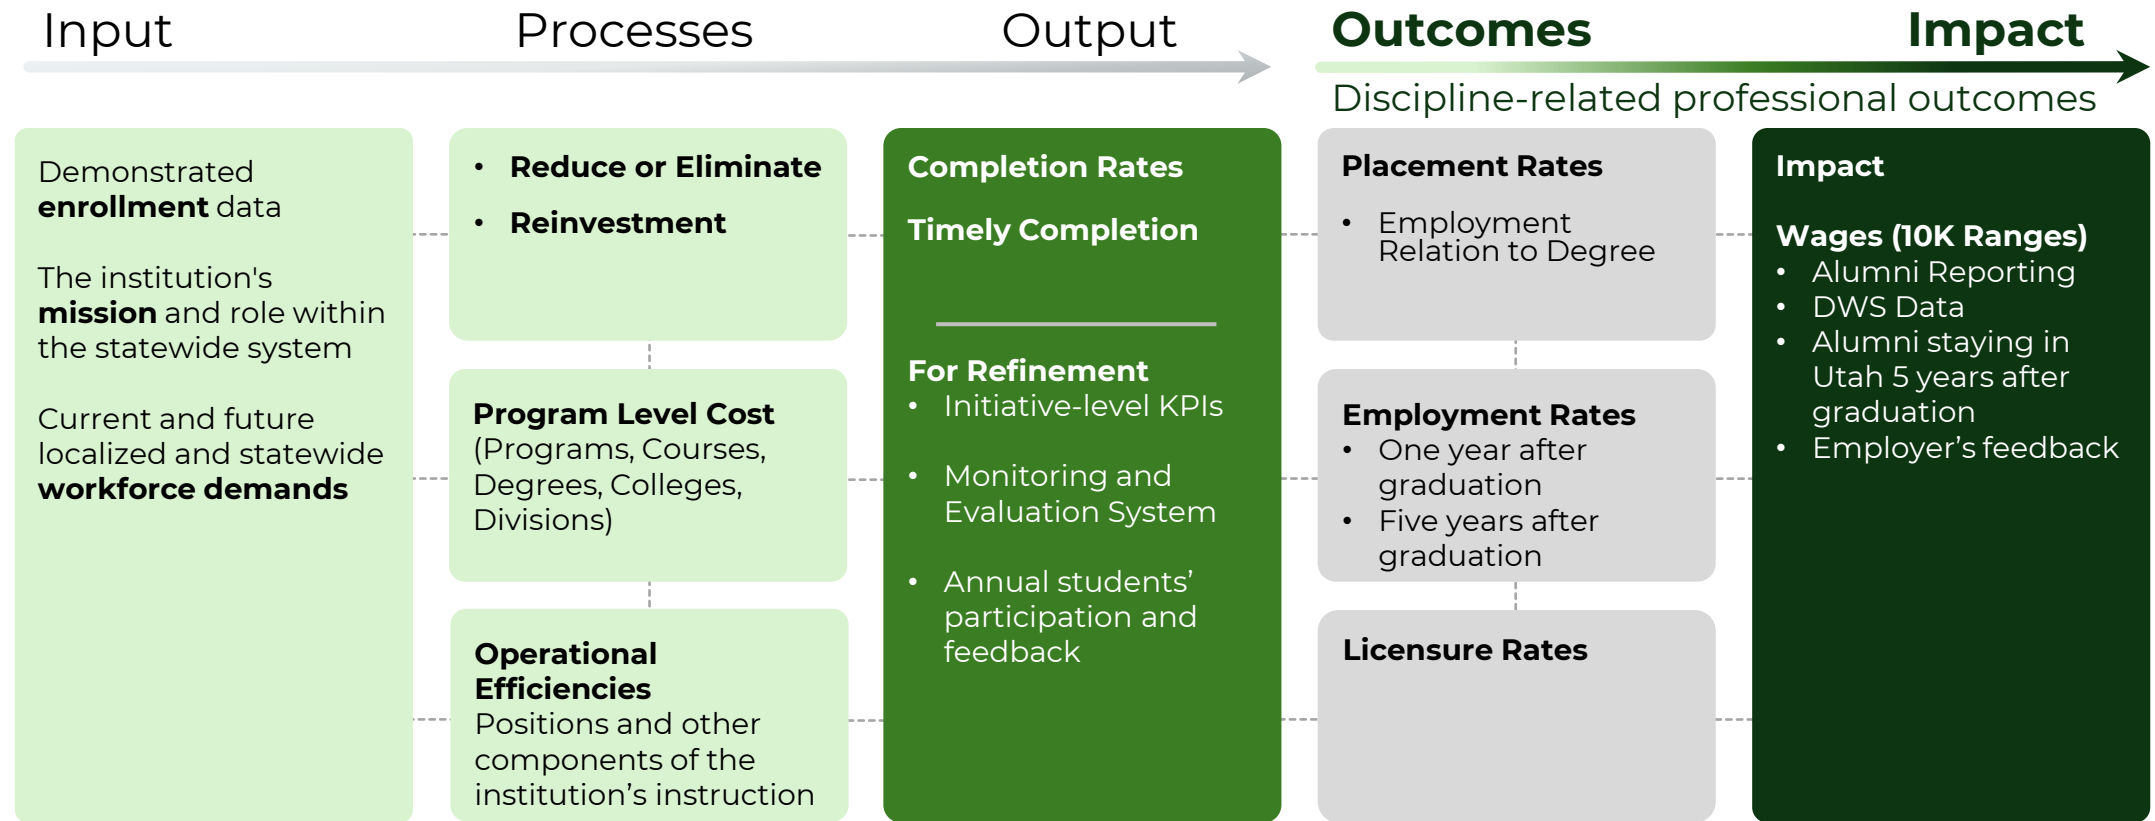 Input
Processes
Output
Outcomes
Impact
Discipline-related professional outcomes
Demonstrated
enrollment data
The institution's
mission and role within
the statewide system
Current and future
localized and statewide
workforce demands
• Reduce or Eliminate
• Reinvestment
Program Level Cost
(Programs, Courses,
Degrees, Colleges,
Divisions)
Operational
Efficiencies
Positions and other
components of the
institution’s instruction
Completion Rates
Timely Completion
For Refinement
• Initiative-level KPIs
• Monitoring and
Evaluation System
• Annual students’
participation and
feedback
Placement Rates
• Employment
Relation to Degree
Employment Rates
• One year after
graduation
• Five years after
graduation
Licensure Rates
Impact
Wages (10K Ranges)
• Alumni Reporting
• DWS Data
• Alumni staying in
Utah 5 years after
graduation
• Employer’s feedback